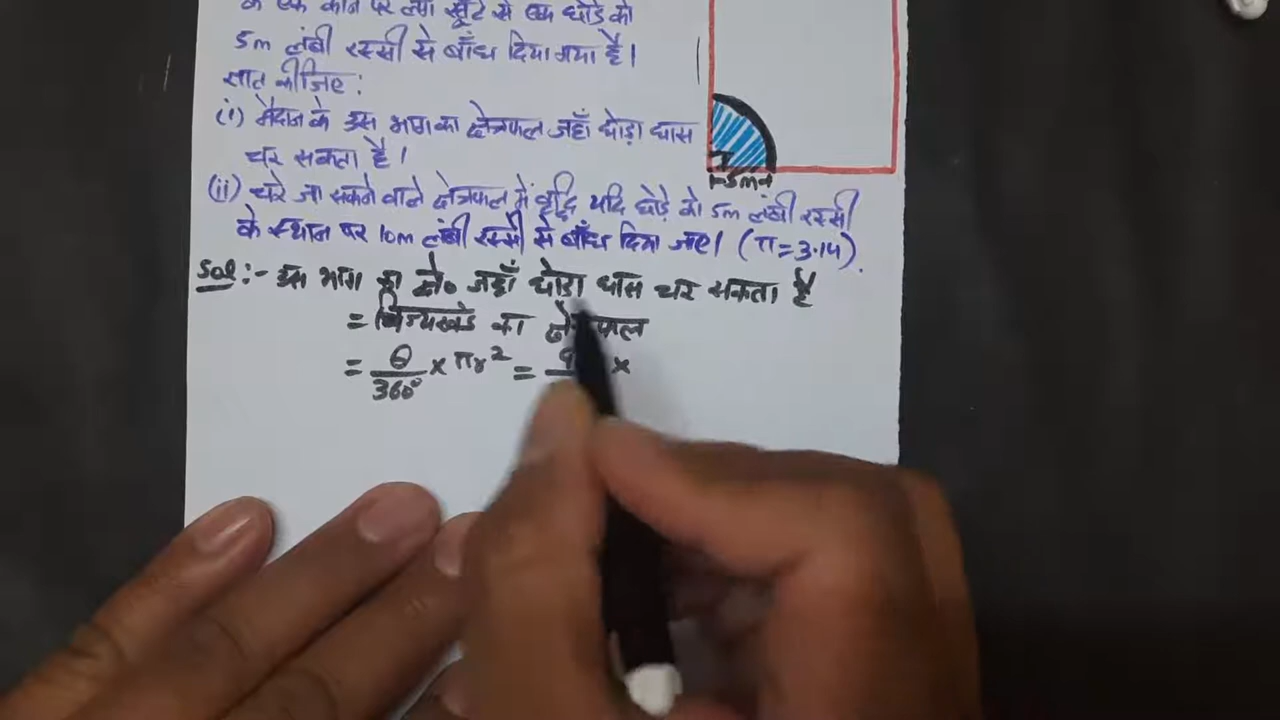 के एक कोने पर लगे खूँटे से एक घोड़े को
5m लंबी रस्सी से बाँध दिया गया है।
ज्ञात कीजिए:
(i) मैदान के उस भाग का क्षेत्रफल जहाँ घोड़ा घास
चर सकता है।
5m
(ii) चरे जा सकने वाले क्षेत्रफल में वृद्धि यदि घोड़े को 5m लंबी रस्सी
के स्थान पर 10m लंबी रस्सी से बाँध दिया जाए। (π=3.14).
Sol:- उस भाग का क्षे० जहाँ घोड़ा घास चर सकता है
= त्रिज्यखंड का क्षेत्रफल
= θ/360° × πr² = ×